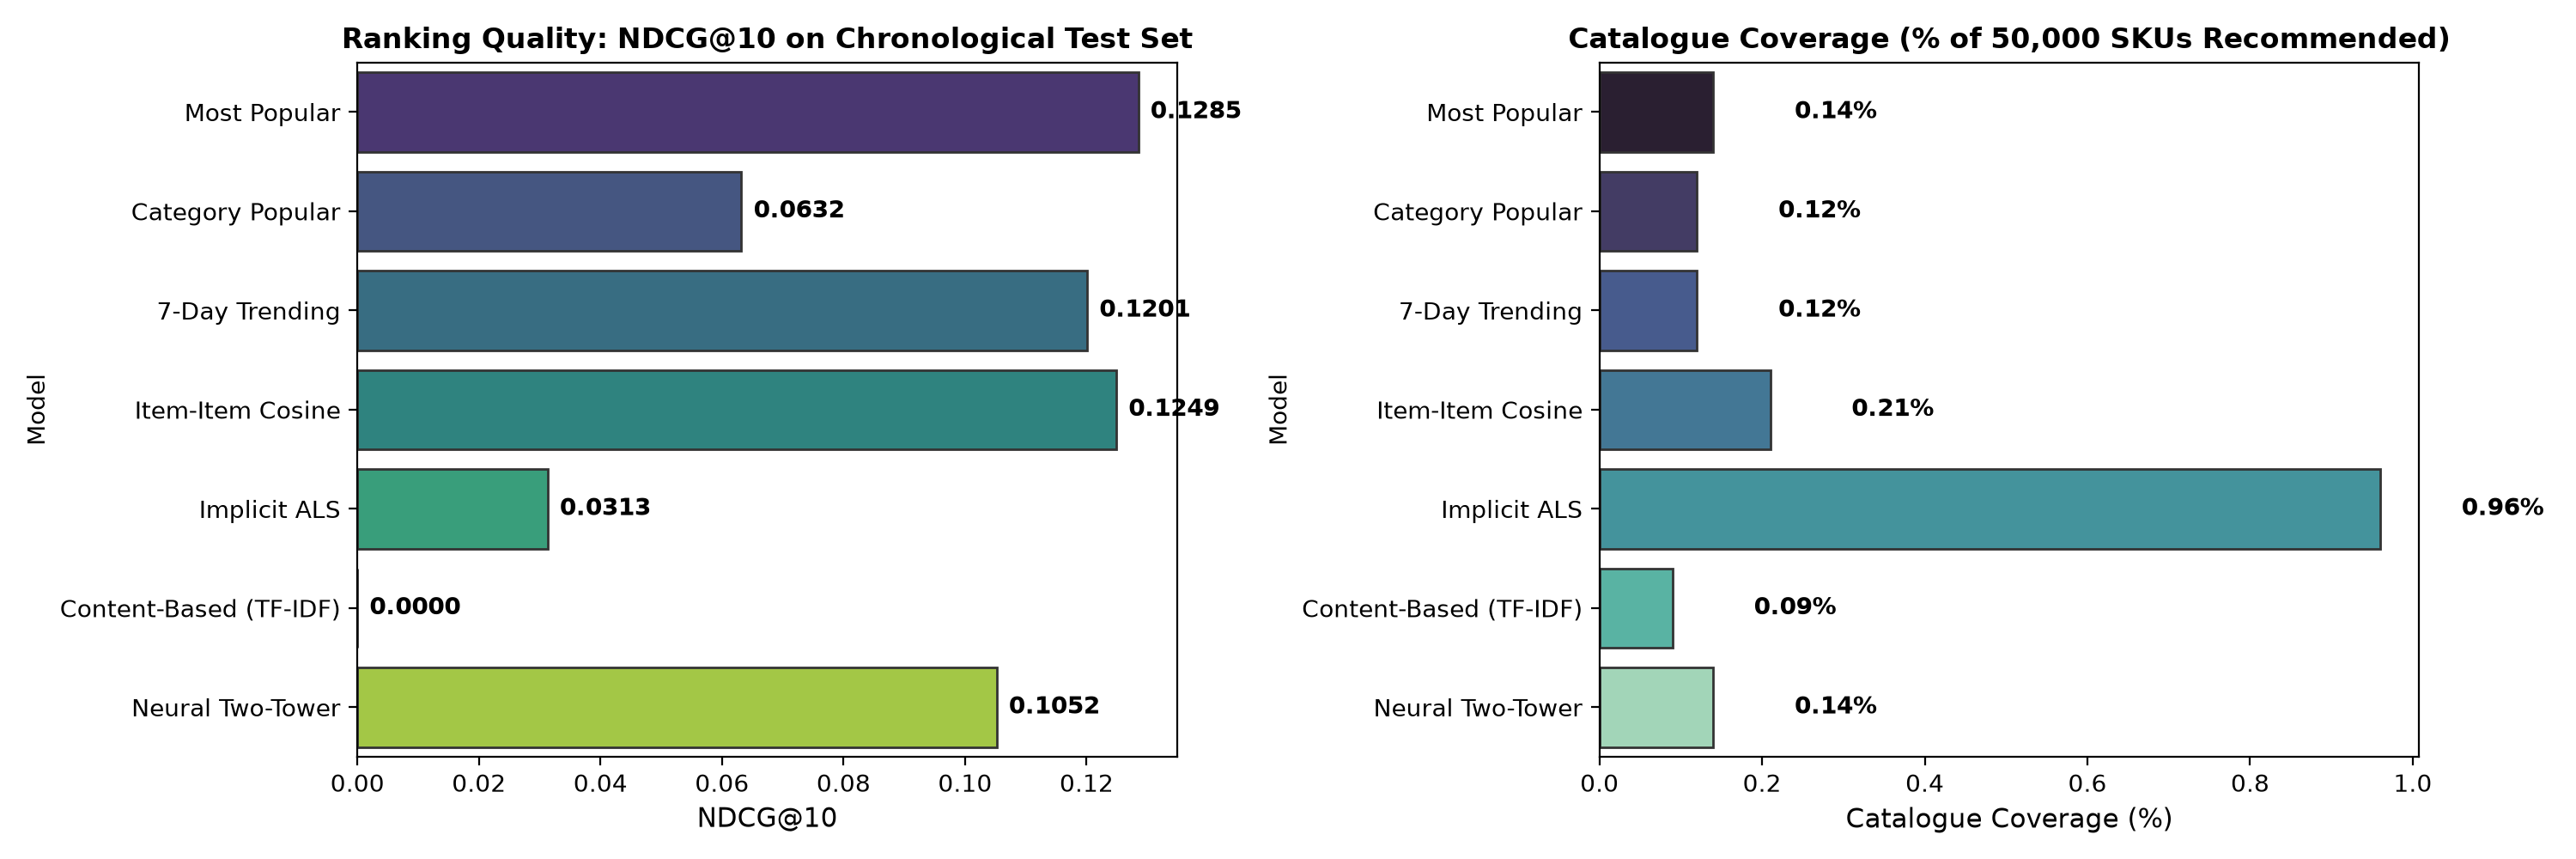 Ranking Quality: NDCG@10 on Chronological Test Set
Model
Most Popular
0.1285
Category Popular
0.0632
7-Day Trending
0.1201
Item-Item Cosine
0.1249
Implicit ALS
0.0313
Content-Based (TF-IDF)
0.0000
Neural Two-Tower
0.1052
0.00 0.02 0.04 0.06 0.08 0.10 0.12
NDCG@10
Catalogue Coverage (% of 50,000 SKUs Recommended)
Model
Most Popular
0.14%
Category Popular
0.12%
7-Day Trending
0.12%
Item-Item Cosine
0.21%
Implicit ALS
0.96%
Content-Based (TF-IDF)
0.09%
Neural Two-Tower
0.14%
0.0 0.2 0.4 0.6 0.8 1.0
Catalogue Coverage (%)